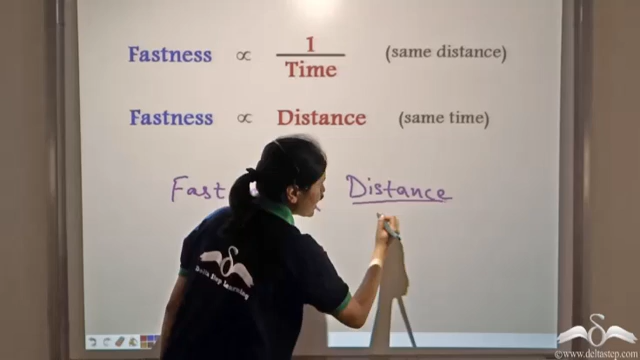 Fastness ∝ 1/Time (same distance)
Fastness ∝ Distance (same time)
Fast Distance
Delta Step Learning
©www.deltastep.com